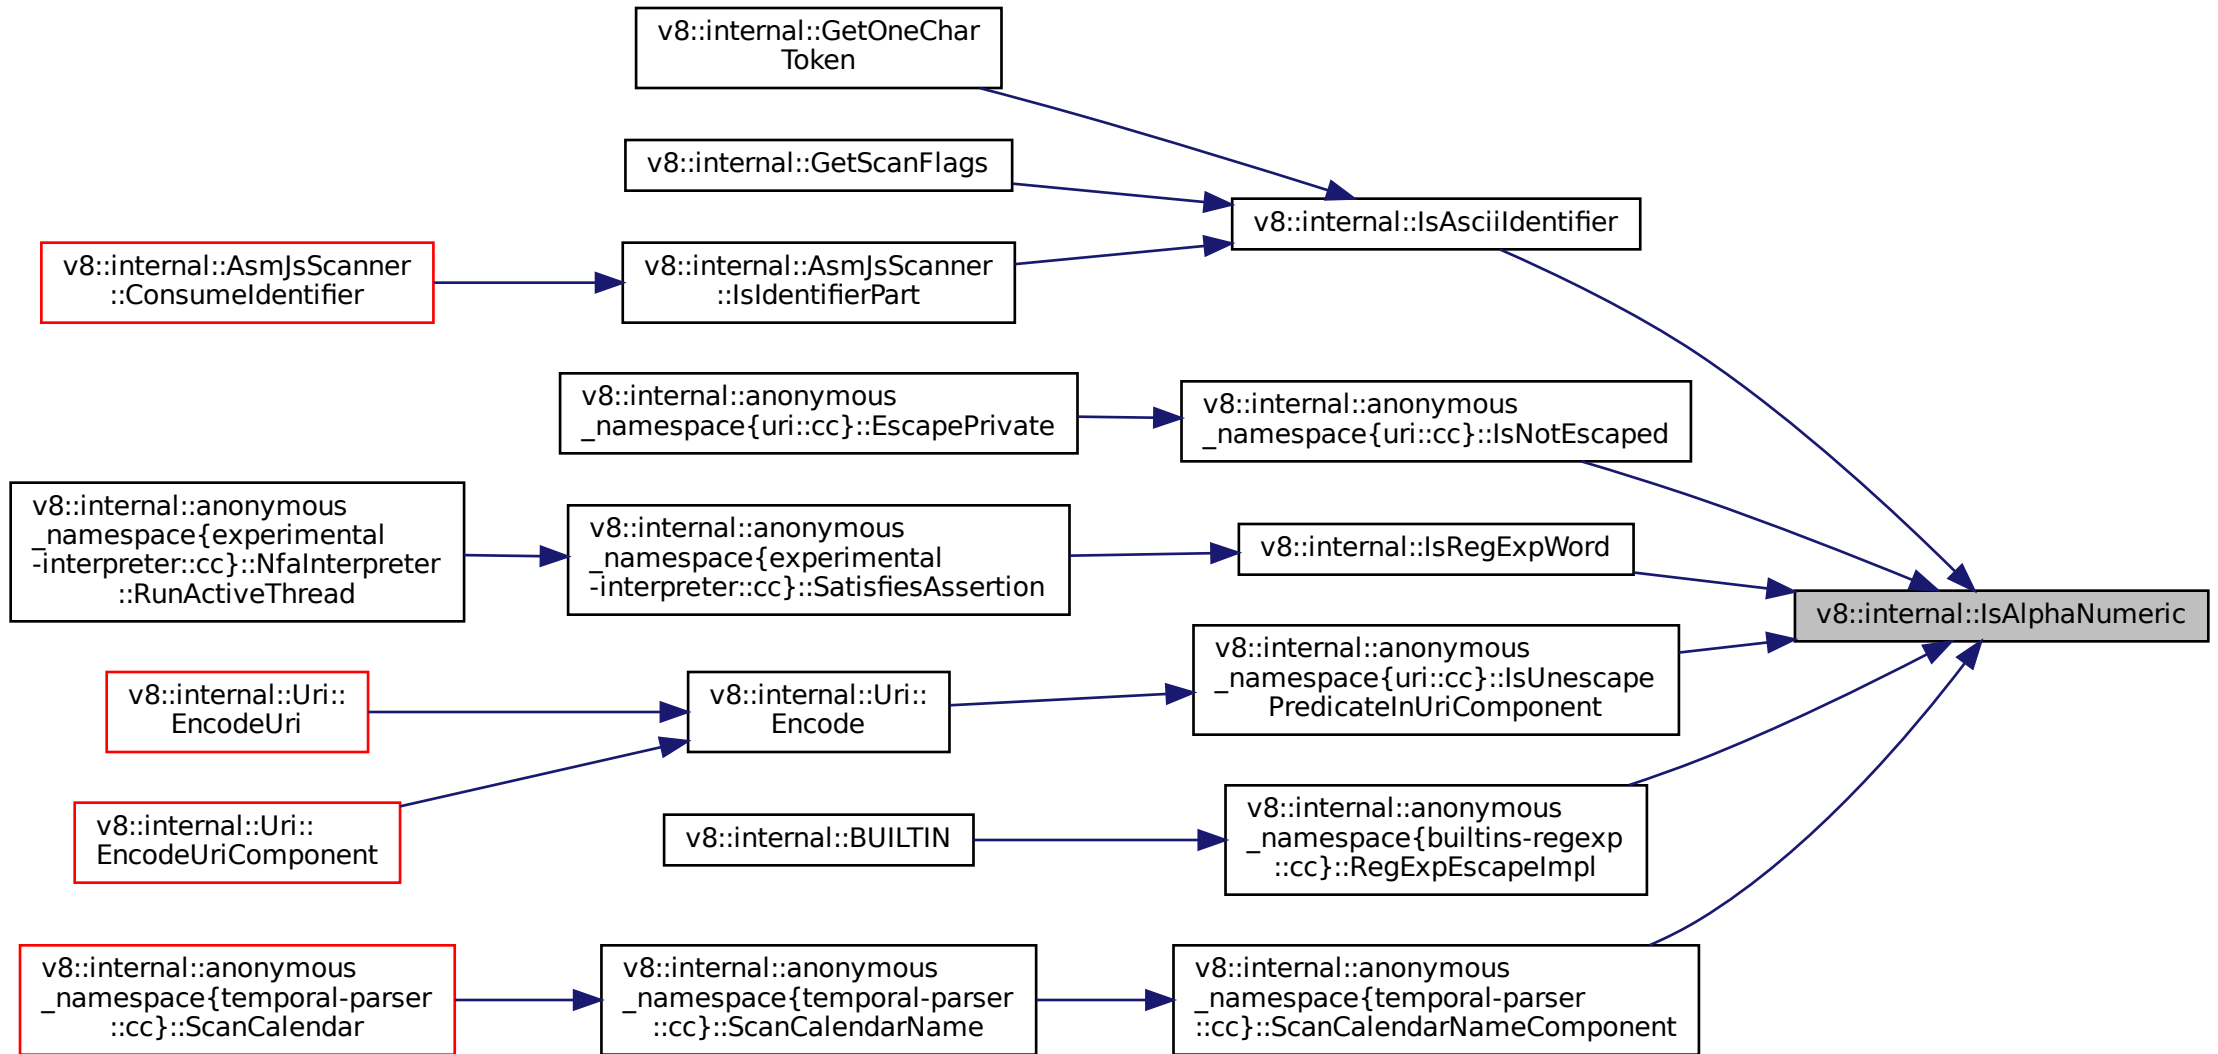 v8::internal::GetOneChar
Token
v8::internal::GetScanFlags
v8::internal::IsAsciiIdentifier
v8::internal::AsmJsScanner
::ConsumeIdentifier
v8::internal::AsmJsScanner
::IsIdentifierPart
v8::internal::anonymous
_namespace{uri::cc}::EscapePrivate
v8::internal::anonymous
_namespace{uri::cc}::IsNotEscaped
v8::internal::anonymous
_namespace{experimental
-interpreter::cc}::NfaInterpreter
::RunActiveThread
v8::internal::anonymous
_namespace{experimental
-interpreter::cc}::SatisfiesAssertion
v8::internal::IsRegExpWord
v8::internal::IsAlphaNumeric
v8::internal::Uri::
EncodeUri
v8::internal::Uri::
Encode
v8::internal::anonymous
_namespace{uri::cc}::IsUnescape
PredicateInUriComponent
v8::internal::Uri::
EncodeUriComponent
v8::internal::BUILTIN
v8::internal::anonymous
_namespace{builtins-regexp
::cc}::RegExpEscapeImpl
v8::internal::anonymous
_namespace{temporal-parser
::cc}::ScanCalendar
v8::internal::anonymous
_namespace{temporal-parser
::cc}::ScanCalendarName
v8::internal::anonymous
_namespace{temporal-parser
::cc}::ScanCalendarNameComponent